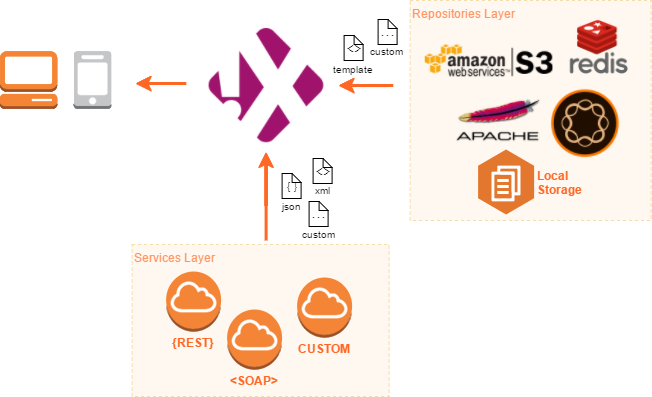 Repositories Layer
...
custom
<>
template
amazon
web services™
S3
redis
APACHE
Local
Storage
<>
xml
{ }
json
...
custom
Services Layer
{REST}
CUSTOM
<SOAP>